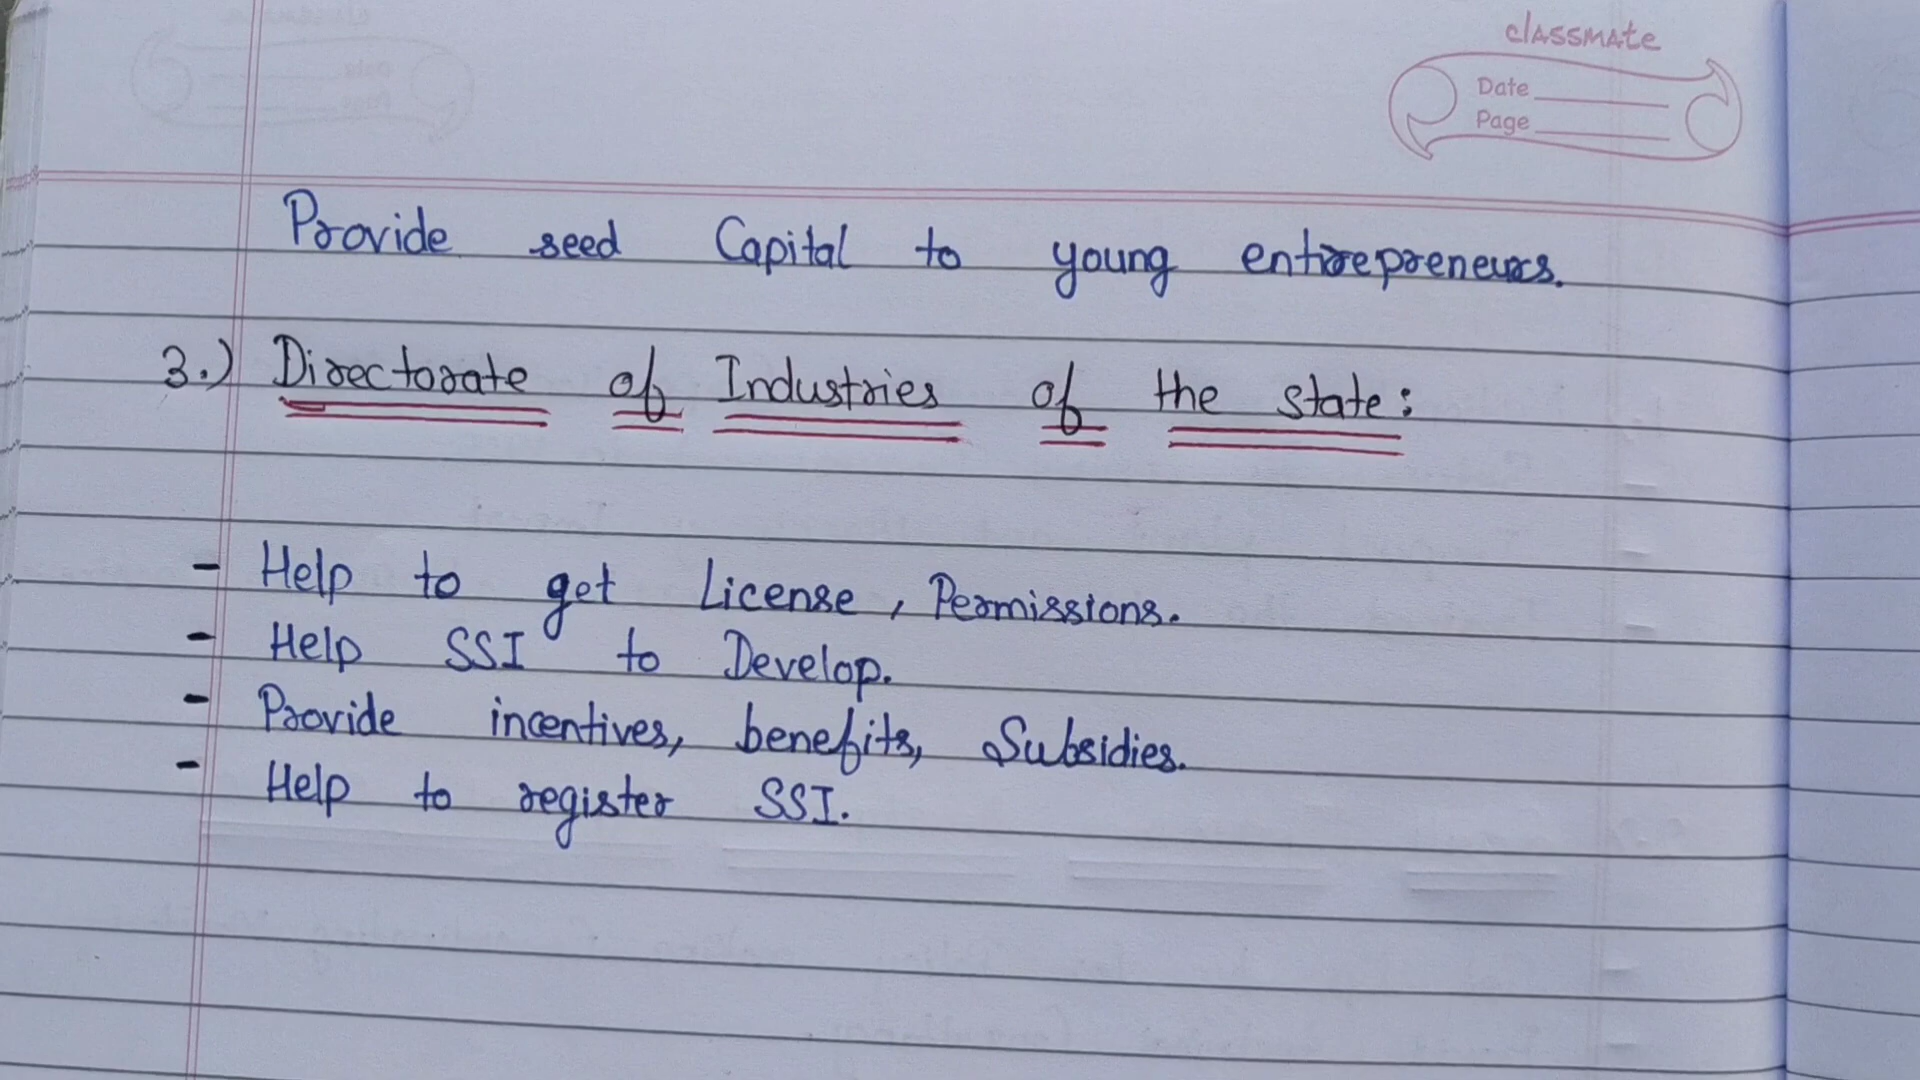 classmate
Date
Page
Provide seed Capital to young entirepreneurs.
3.) Directorate of Industries of the state:
- Help to get License, Permissions.
- Help SSI to Develop.
- Provide incentives, benefits, Subsidies.
- Help to register SSI.